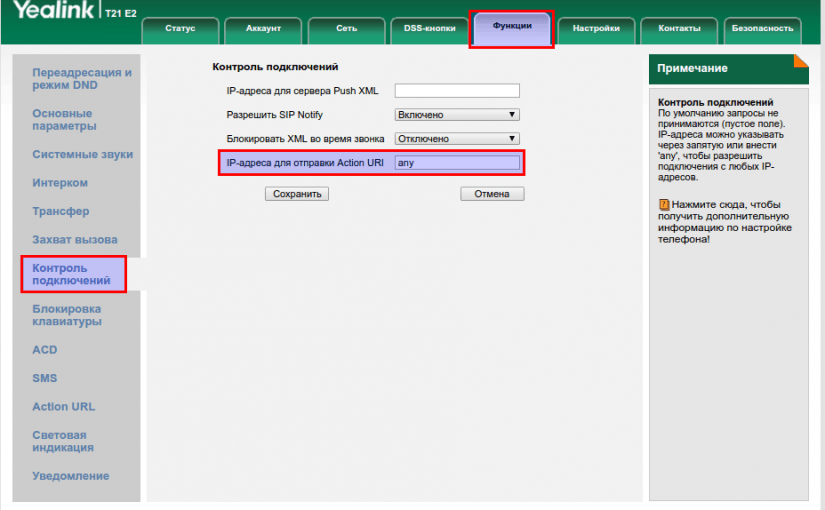 Yealink T21 E2
Статус Аккаунт Сеть DSS-кнопки Функции Настройки Контакты Безопасность
Переадресация и
режим DND
Основные
параметры
Системные звуки
Интерком
Трансфер
Захват вызова
Контроль
подключений
Блокировка
клавиатуры
ACD
SMS
Action URL
Световая
индикация
Уведомление
Контроль подключений
IP-адреса для сервера Push XML
Разрешить SIP Notify Включено
Блокировать XML во время звонка Отключено
IP-адреса для отправки Action URI any
Сохранить Отмена
Примечание
Контроль подключений
По умолчанию запросы не
принимаются (пустое поле).
IP-адреса можно указывать
через запятую или внести
'any', чтобы разрешить
подключения с любых IP-
адресов.
Нажмите сюда, чтобы
получить дополнительную
информацию по настройке
телефона!